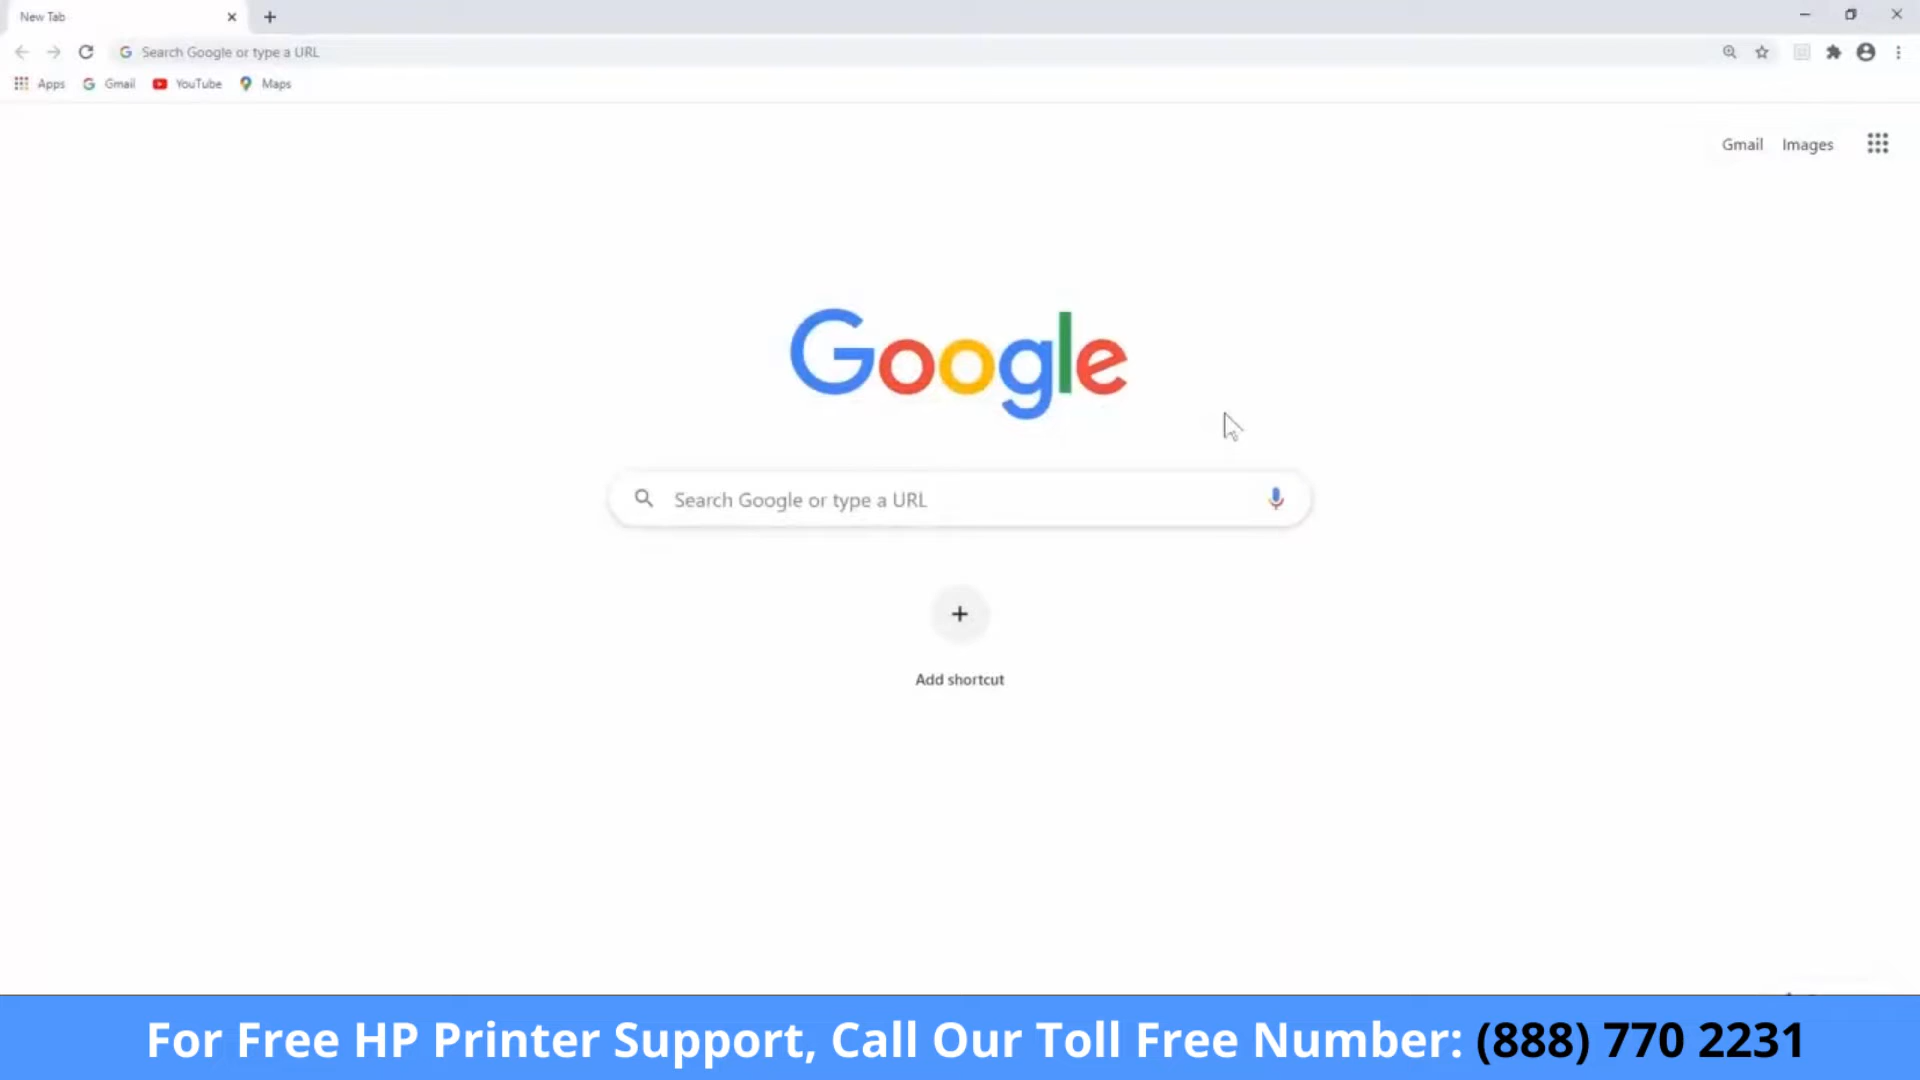 New Tab
Search Google or type a URL
Apps Gmail YouTube Maps
Gmail Images
Google
Search Google or type a URL
Add shortcut
For Free HP Printer Support, Call Our Toll Free Number: (888) 770 2231